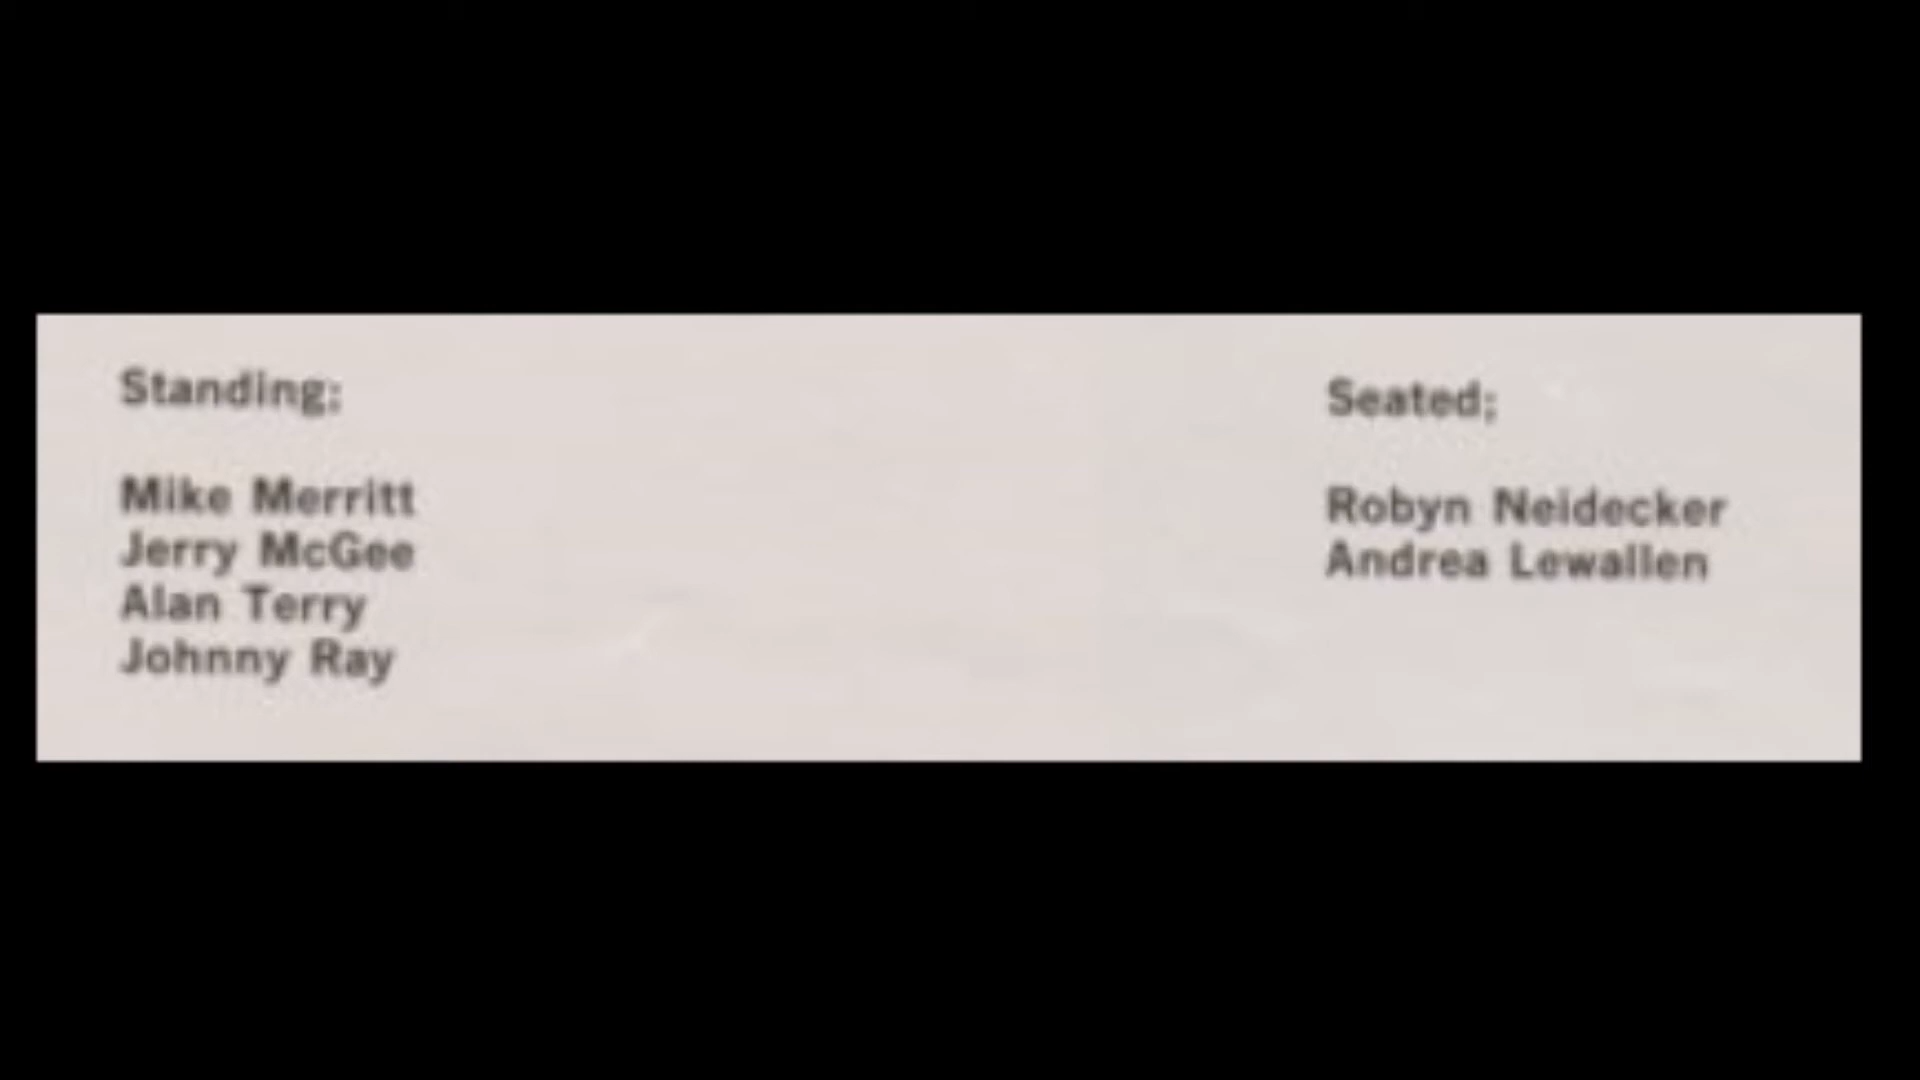 Standing;
Mike Merritt
Jerry McGee
Alan Terry
Johnny Ray
Seated;
Robyn Neidecker
Andrea Lewallen